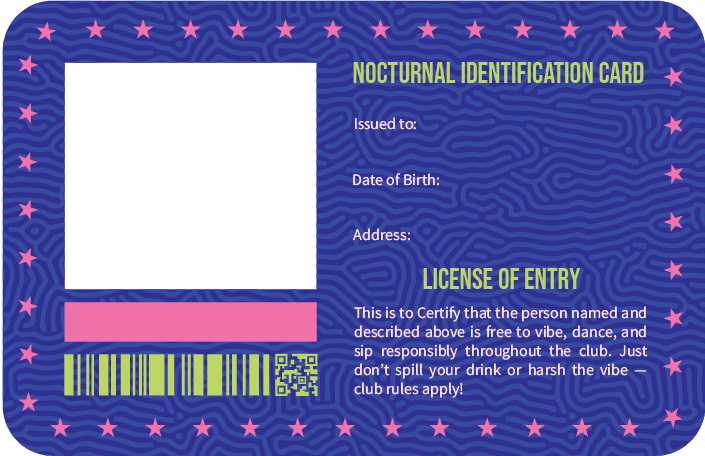 NOCTURNAL IDENTIFICATION CARD
Issued to:
Date of Birth:
Address:
LICENSE OF ENTRY
This is to Certify that the person named and
described above is free to vibe, dance, and
sip responsibly throughout the club. Just
don’t spill your drink or harsh the vibe —
club rules apply!